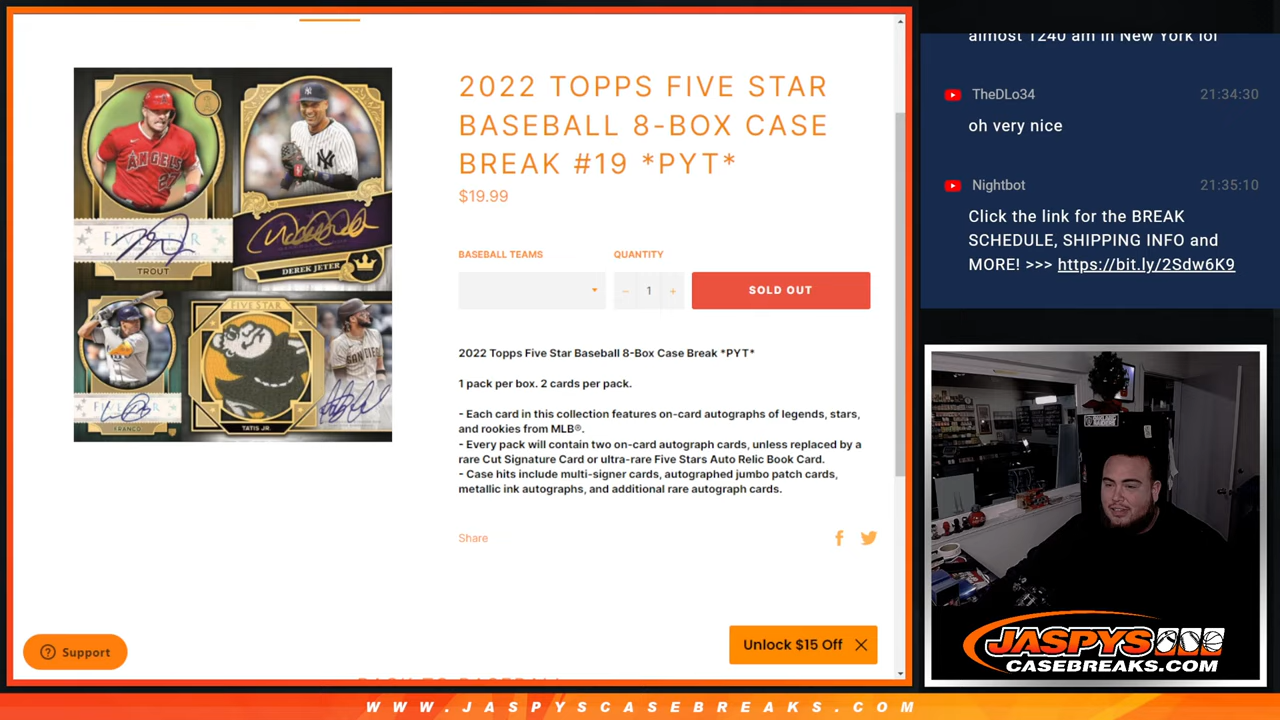 2022 TOPPS FIVE STAR
BASEBALL 8-BOX CASE
BREAK #19 *PYT*
$19.99
BASEBALL TEAMS
QUANTITY
− 1 +
SOLD OUT
2022 Topps Five Star Baseball 8-Box Case Break *PYT*
1 pack per box. 2 cards per pack.
- Each card in this collection features on-card autographs of legends, stars,
and rookies from MLB®.
- Every pack will contain two on-card autograph cards, unless replaced by a
rare Cut Signature Card or ultra-rare Five Stars Auto Relic Book Card.
- Case hits include multi-signer cards, autographed jumbo patch cards,
metallic ink autographs, and additional rare autograph cards.
Share
Support
Unlock $15 Off
ANGELS
27
FIVE STAR
TROUT
DEREK JETER
FRANCO
FIVE STAR
TATIS JR.
SAN DIEGO
almost 1240 am in New York lol
TheDLo34
21:34:30
oh very nice
Nightbot
21:35:10
Click the link for the BREAK
SCHEDULE, SHIPPING INFO and
MORE! >>> https://bit.ly/2Sdw6K9
JASPYS
CASEBREAKS.COM
WWW.JASPYSCASEBREAKS.COM